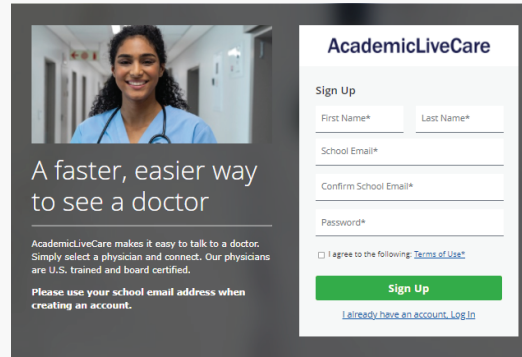 A faster, easier way
to see a doctor
AcademicLiveCare makes it easy to talk to a doctor.
Simply select a physician and connect. Our physicians
are U.S. trained and board certified.
Please use your school email address when
creating an account.
AcademicLiveCare
Sign Up
First Name* Last Name*
School Email*
Confirm School Email*
Password*
I agree to the following: Terms of Use*
Sign Up
I already have an account, Log In